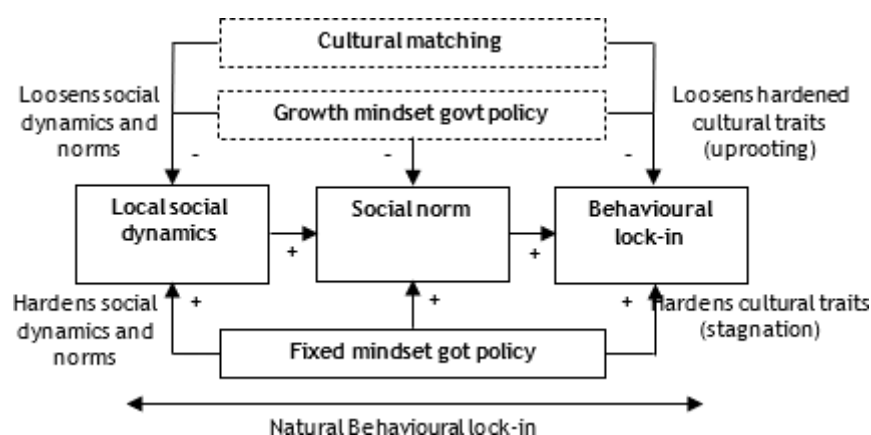 Cultural matching
Loosens social
dynamics and
norms
Growth mindset govt policy
Loosens hardened
cultural traits
(uprooting)
-
-
-
Local social
dynamics
Social norm
Behavioural
lock-in
+
+
Hardens social
dynamics and
norms
+
+
+
Hardens cultural traits
(stagnation)
Fixed mindset got policy
Natural Behavioural lock-in